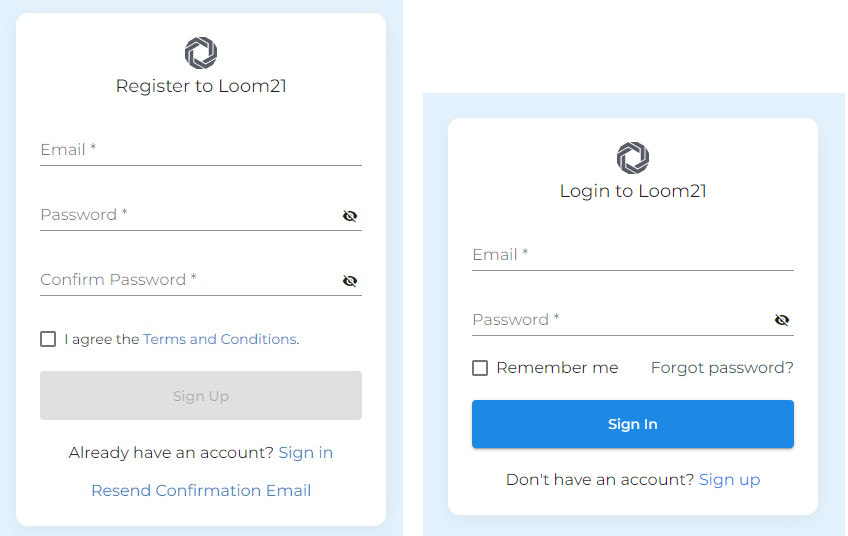 Register to Loom21
Email *
Password *
Confirm Password *
I agree the Terms and Conditions.
Sign Up
Already have an account? Sign in
Resend Confirmation Email
Login to Loom21
Email *
Password *
Remember me Forgot password?
Sign In
Don't have an account? Sign up